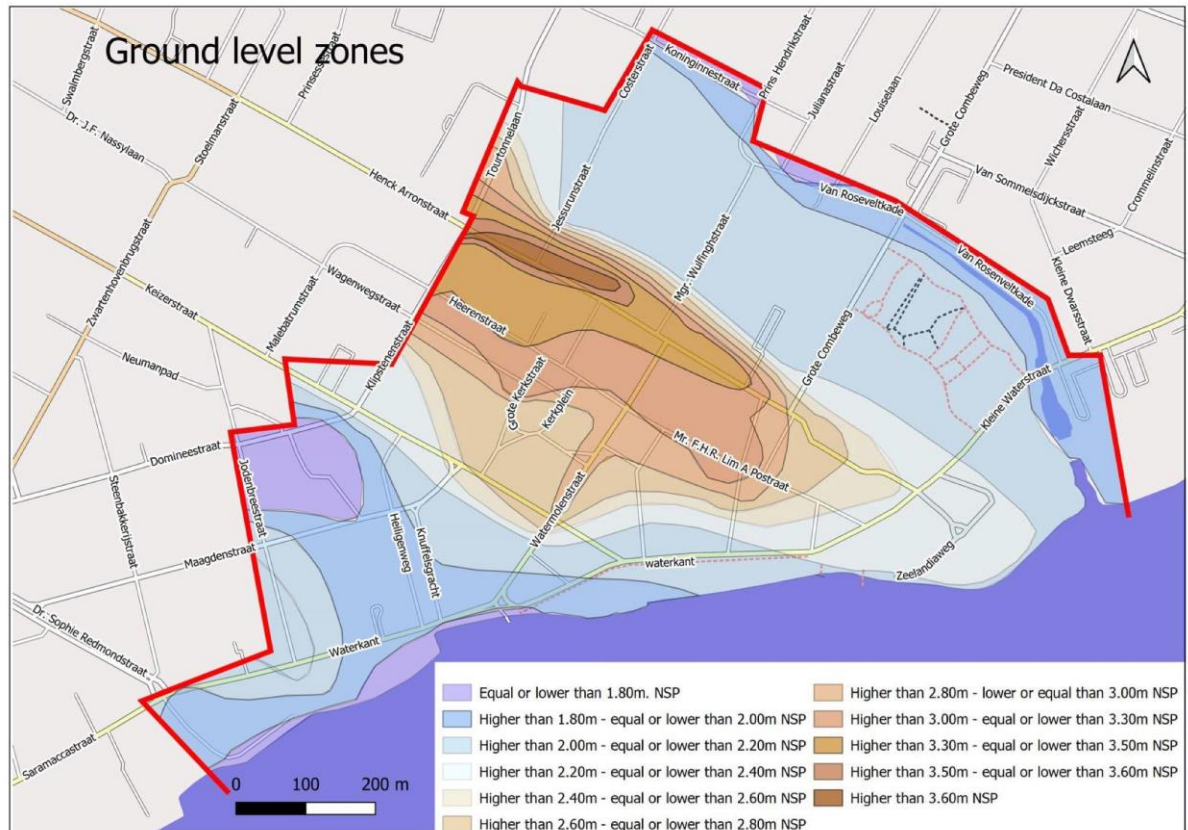 Ground level zones
N
Swalmbergstraat
Prinsessestraat
Dr. J.F. Nassylaan
Stoelmanstraat
Henck Arronstraat
Tourtonnelaan
Costerstraat
Koninginnestraat
Prins Hendrikstraat
Julianastraat
Louiselaan
Grote Combeweg
President Da Costalaan
Wichersstraat
Van Sommelsdijckstraat
Crommelinstraat
Leemsteeg
Kleine Dwarsstraat
Van Roseveltkade
Van Rosenveltkade
Jessurunstraat
Mgr. Wulfinghstraat
Zwartenhovenbrugstraat
Wagenwegstraat
Keizerstraat
Malebatrumstraat
Heerenstraat
Neumanpad
Klipstenenstraat
Grote Kerkstraat
Kerkplein
Grote Combeweg
Kleine Waterstraat
Mr. F.H.R. Lim A Postraat
Domineestraat
Jodenbreestraat
Steenbakkerijstraat
Maagdenstraat
Heiligenweg
Knuffelsgracht
Watermolenstraat
waterkant
Zeelandiaweg
Dr. Sophie Redmondstraat
Waterkant
Saramaccastraat
0 100 200 m
Equal or lower than 1.80m. NSP
Higher than 1.80m - equal or lower than 2.00m NSP
Higher than 2.00m - equal or lower than 2.20m NSP
Higher than 2.20m - equal or lower than 2.40m NSP
Higher than 2.40m - equal or lower than 2.60m NSP
Higher than 2.60m - equal or lower than 2.80m NSP
Higher than 2.80m - lower or equal than 3.00m NSP
Higher than 3.00m - equal or lower than 3.30m NSP
Higher than 3.30m - equal or lower than 3.50m NSP
Higher than 3.50m - equal or lower than 3.60m NSP
Higher than 3.60m NSP